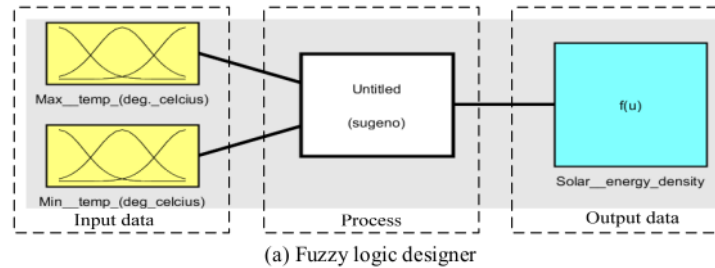 Max__temp_(deg._celcius)
Min__temp_(deg_celcius)
Input data
Untitled
(sugeno)
Process
f(u)
Solar__energy_density
Output data
(a) Fuzzy logic designer